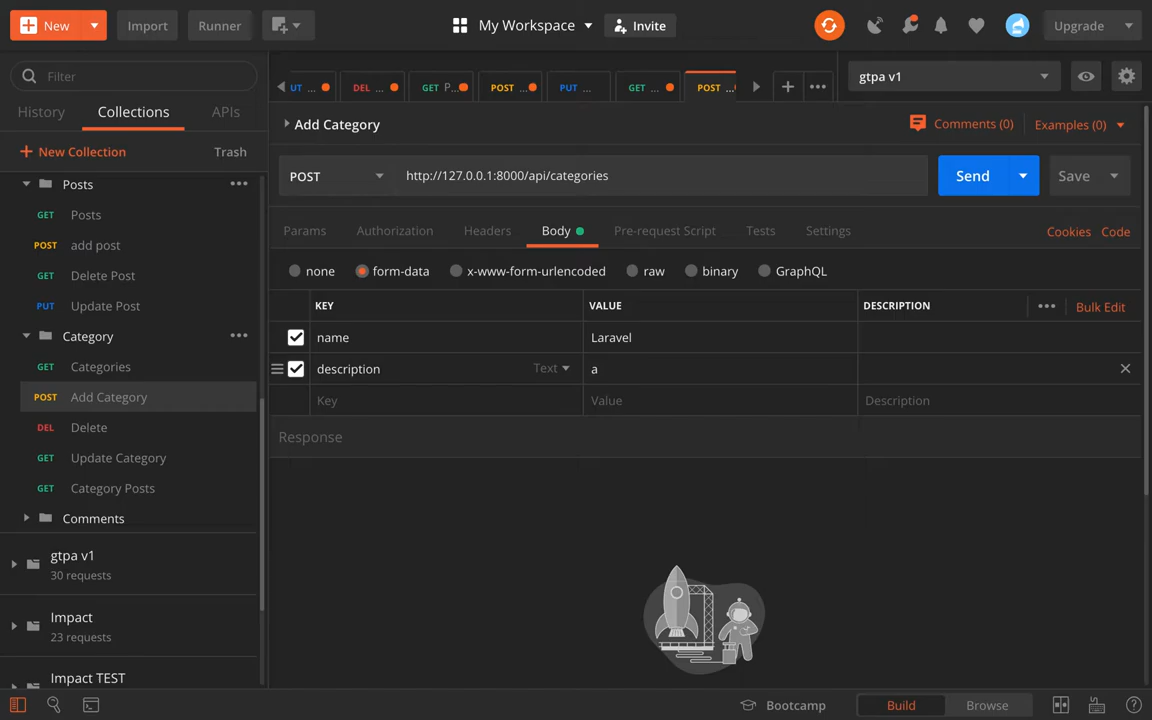 New
Import
Runner
My Workspace
Invite
Upgrade
Filter
History
Collections
APIs
New Collection
Trash
Posts
GET Posts
POST add post
DEL Delete Post
PUT Update Post
Category
GET Categories
POST Add Category
DEL Delete
GET Update Category
GET Category Posts
Comments
gtpa v1
30 requests
Impact
23 requests
Impact TEST
UT ...
DEL ...
GET P...
POST ...
PUT ...
GET ...
POST ...
gtpa v1
Add Category
Comments (0)
Examples (0)
POST
http://127.0.0.1:8000/api/categories
Send
Save
Params
Authorization
Headers
Body
Pre-request Script
Tests
Settings
Cookies
Code
none
form-data
x-www-form-urlencoded
raw
binary
GraphQL
KEY
VALUE
DESCRIPTION
Bulk Edit
name
Laravel
description
Text
a
Key
Value
Description
Response
Bootcamp
Build
Browse